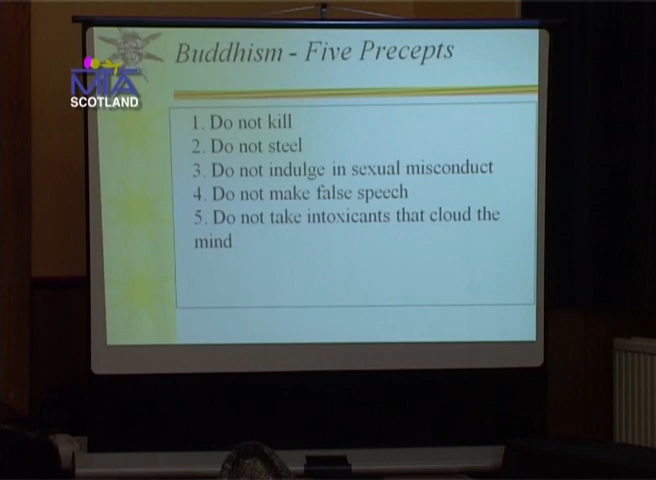 Buddhism - Five Precepts
MTA
SCOTLAND
1. Do not kill
2. Do not steel
3. Do not indulge in sexual misconduct
4. Do not make false speech
5. Do not take intoxicants that cloud the
mind